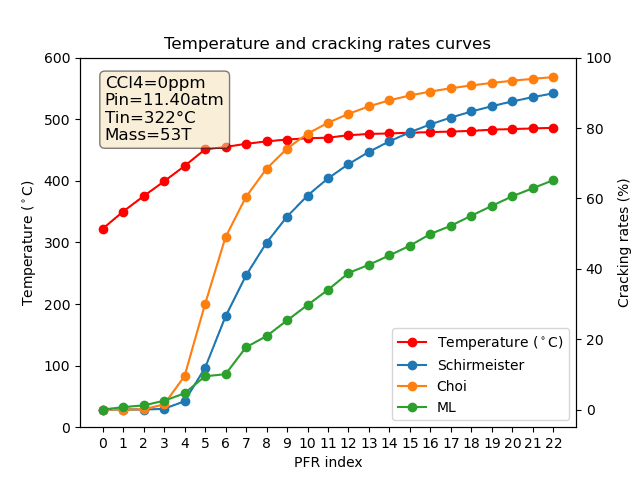 Temperature and cracking rates curves
CCl4=0ppm
Pin=11.40atm
Tin=322°C
Mass=53T
Temperature (°C)
600
500
400
300
200
100
0
Cracking rates (%)
100
80
60
40
20
0
Temperature (°C)
Schirmeister
Choi
ML
0 1 2 3 4 5 6 7 8 9 10 11 12 13 14 15 16 17 18 19 20 21 22
PFR index